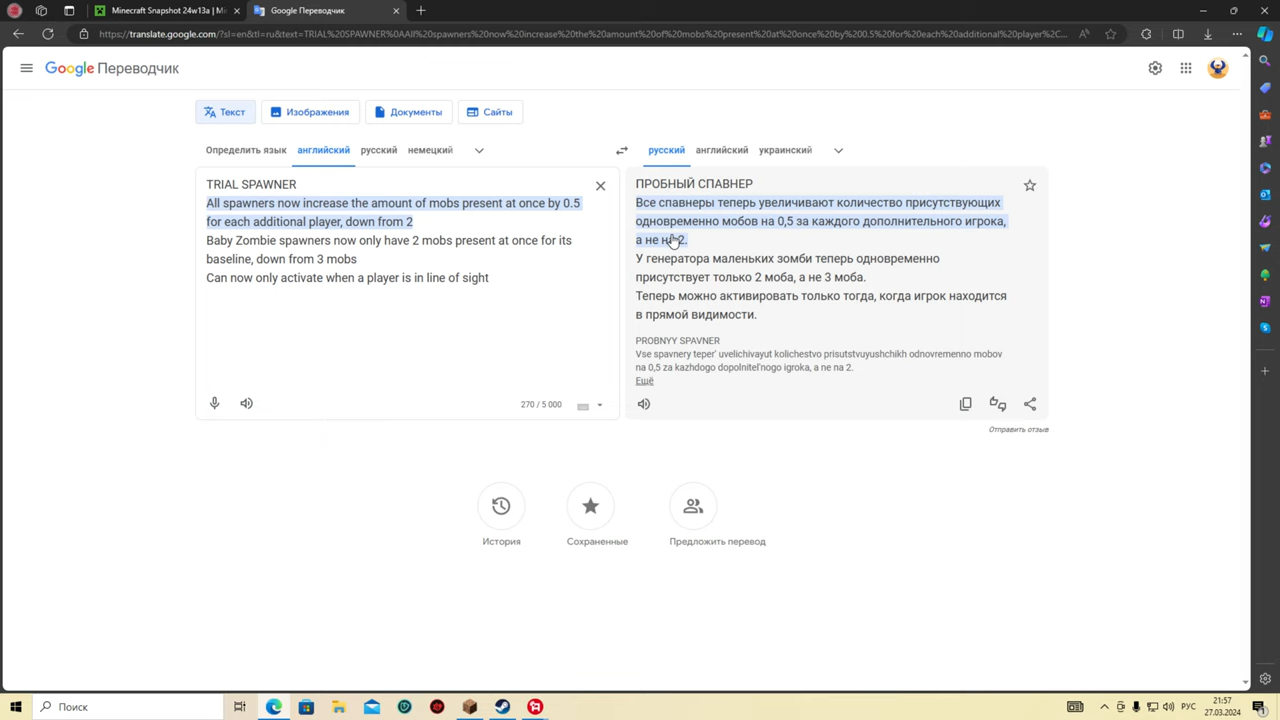 Minecraft Snapshot 24w13a |
Google Переводчик
https://translate.google.com/?sl=en&tl=ru&text=TRIAL%20SPAWNER%0AAll%20spawners%20now%20increase%20the%20amount%20of%20mobs%20present%20at%20once%20by%200.5%20for%20each%20additional%20player%2C...
Google Переводчик
Текст Изображения Документы Сайты
Определить язык английский русский немецкий русский английский украинский
TRIAL SPAWNER
All spawners now increase the amount of mobs present at once by 0.5
for each additional player, down from 2
Baby Zombie spawners now only have 2 mobs present at once for its
baseline, down from 3 mobs
Can now only activate when a player is in line of sight
270 / 5 000
ПРОБНЫЙ СПАВНЕР
Все спавнеры теперь увеличивают количество присутствующих
одновременно мобов на 0,5 за каждого дополнительного игрока,
а не на 2.
У генератора маленьких зомби теперь одновременно
присутствует только 2 моба, а не 3 моба.
Теперь можно активировать только тогда, когда игрок находится
в прямой видимости.
PROBNYY SPAVNER
Vse spavnery teper' uvelichivayut kolichestvo prisutstvuyushchikh odnovremenno mobov
na 0,5 za kazhdogo dopolnitel'nogo igroka, a ne na 2.
Ещё
Отправить отзыв
История Сохраненные Предложить перевод
Поиск
РУС
21:57
27.03.2024